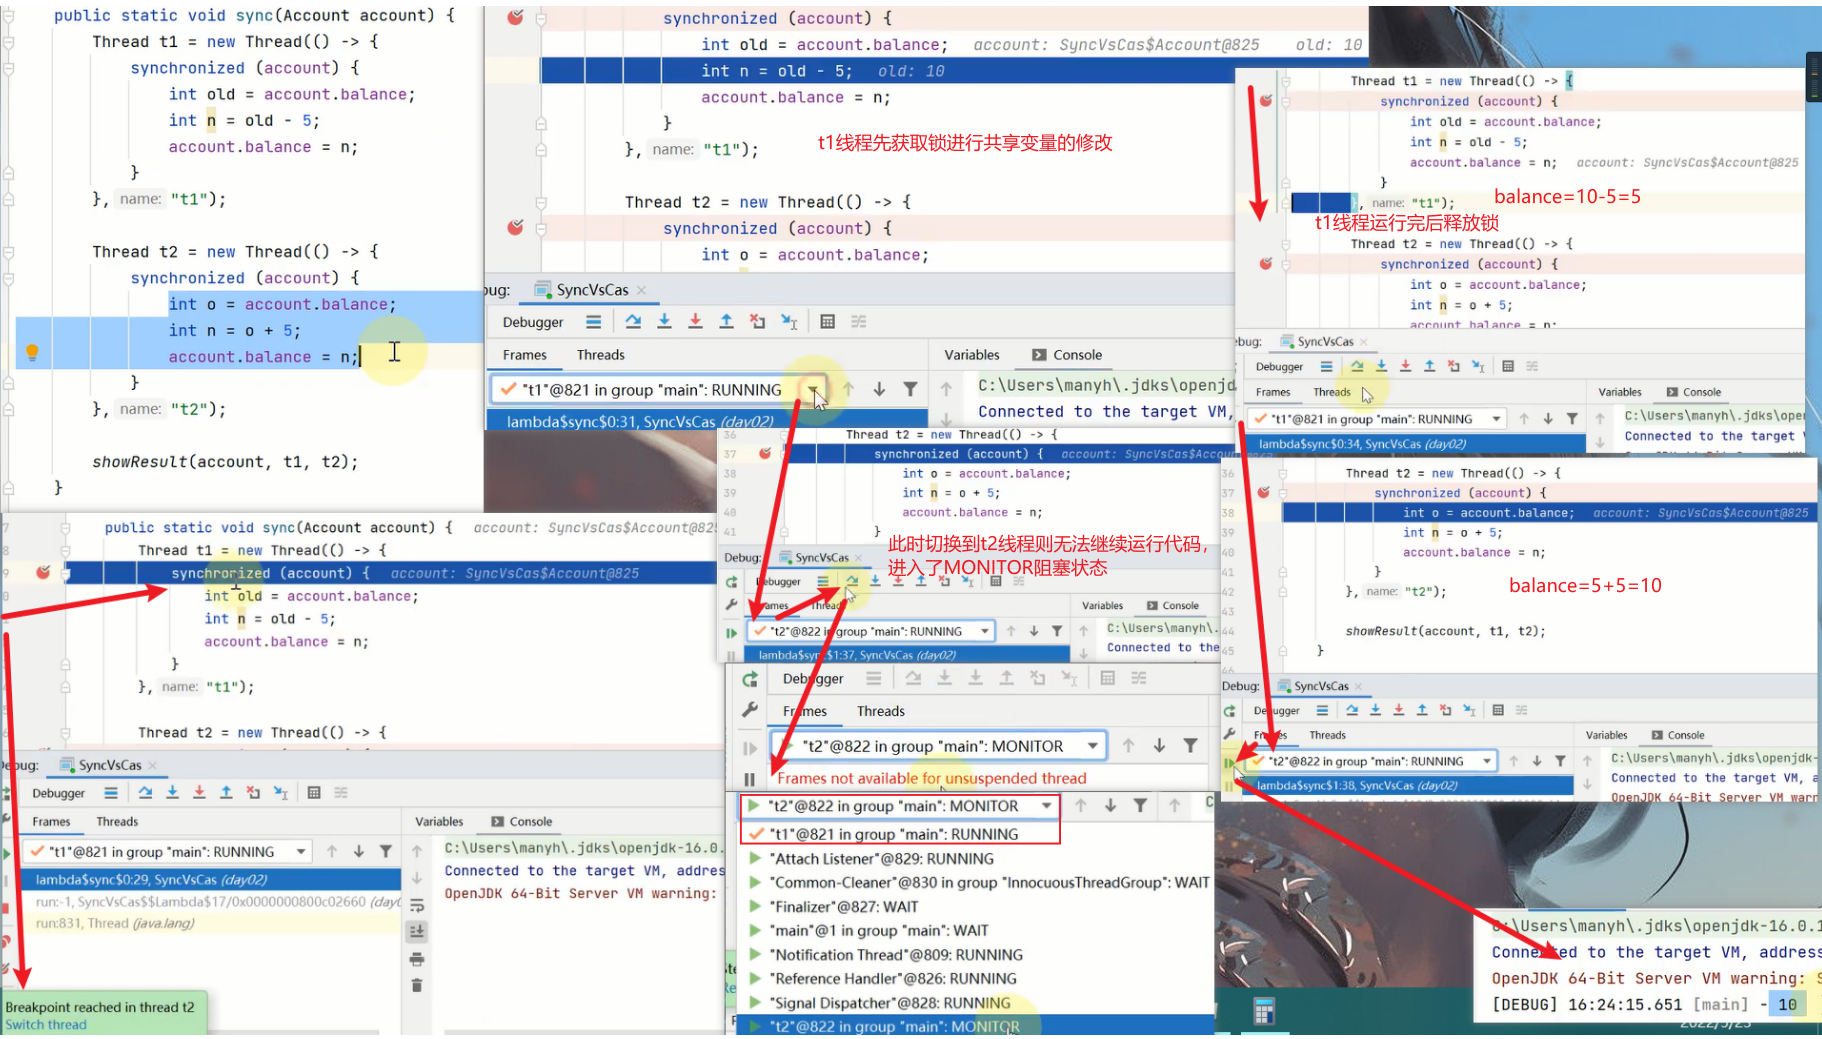 public static void sync(Account account) {
Thread t1 = new Thread(() -> {
synchronized (account) {
int old = account.balance;
int n = old - 5;
account.balance = n;
}
}, name: "t1");
Thread t2 = new Thread(() -> {
synchronized (account) {
int o = account.balance;
int n = o + 5;
account.balance = n;
}
}, name: "t2");
showResult(account, t1, t2);
}
synchronized (account) {
int old = account.balance; account: SyncVsCas$Account@825 old: 10
int n = old - 5; old: 10
account.balance = n;
}
}, name: "t1");
t1线程先获取锁进行共享变量的修改
Thread t2 = new Thread(() -> {
synchronized (account) {
int o = account.balance;
SyncVsCas
Debugger
Frames Threads Variables Console
"t1"@821 in group "main": RUNNING
C:\Users\manyh\.jdks\openjd
lambda$sync$0:31, SyncVsCas (day02)
Connected to the target VM,
Thread t1 = new Thread(() -> {
synchronized (account) {
int old = account.balance;
int n = old - 5;
account.balance = n; account: SyncVsCas$Account@825
}
}, name: "t1");
balance=10-5=5
t1线程运行完后释放锁
Thread t2 = new Thread(() -> {
synchronized (account) {
int o = account.balance;
int n = o + 5;
account.balance = n;
SyncVsCas
Debugger
Frames Threads Variables Console
"t1"@821 in group "main": RUNNING
C:\Users\manyh\.jdks\open
lambda$sync$0:34, SyncVsCas (day02)
Connected to the target
36 Thread t2 = new Thread(() -> {
37 synchronized (account) { account: SyncVsCas$Account@825
38 int o = account.balance;
39 int n = o + 5;
40 account.balance = n;
41 }
Debug: SyncVsCas
此时切换到t2线程则无法继续运行代码，
进入了MONITOR阻塞状态
Debugger
Frames Threads Variables Console
"t2"@822 in group "main": RUNNING
C:\Users\manyh\.
lambda$sync$1:37, SyncVsCas (day02)
Connected to the
Debugger
Frames Threads
"t2"@822 in group "main": MONITOR
Frames not available for unsuspended thread
"t2"@822 in group "main": MONITOR
"t1"@821 in group "main": RUNNING
"Attach Listener"@829: RUNNING
"Common-Cleaner"@830 in group "InnocuousThreadGroup": WAIT
"Finalizer"@827: WAIT
"main"@1 in group "main": WAIT
"Notification Thread"@809: RUNNING
"Reference Handler"@826: RUNNING
"Signal Dispatcher"@828: RUNNING
"t2"@822 in group "main": MONITOR
public static void sync(Account account) { account: SyncVsCas$Account@825
Thread t1 = new Thread(() -> {
synchronized (account) { account: SyncVsCas$Account@825
int old = account.balance;
int n = old - 5;
account.balance = n;
}
}, name: "t1");
Thread t2 = new Thread(() -> {
SyncVsCas
Debugger
Frames Threads Variables Console
"t1"@821 in group "main": RUNNING
C:\Users\manyh\.jdks\openjdk-16.0.
lambda$sync$0:29, SyncVsCas (day02)
Connected to the target VM, addres
run:-1, SyncVsCas$$Lambda$17/0x0000000800c02660 (day0
OpenJDK 64-Bit Server VM warning:
run:831, Thread (java.lang)
Breakpoint reached in thread t2
Switch thread
36 Thread t2 = new Thread(() -> {
37 synchronized (account) {
38 int o = account.balance; account: SyncVsCas$Account@825
39 int n = o + 5;
40 account.balance = n;
41 }
42 }, name: "t2");
balance=5+5=10
43
44 showResult(account, t1, t2);
45 }
46
Debug: SyncVsCas
Debugger
Frames Threads Variables Console
"t2"@822 in group "main": RUNNING
C:\Users\manyh\.jdks\openjdk-
lambda$sync$1:38, SyncVsCas (day02)
Connected to the target VM, a
OpenJDK 64-Bit Server VM warn
C:\Users\manyh\.jdks\openjdk-16.0.1
Connected to the target VM, addres
OpenJDK 64-Bit Server VM warning: S
[DEBUG] 16:24:15.651 [main] - 10
2022/5/23